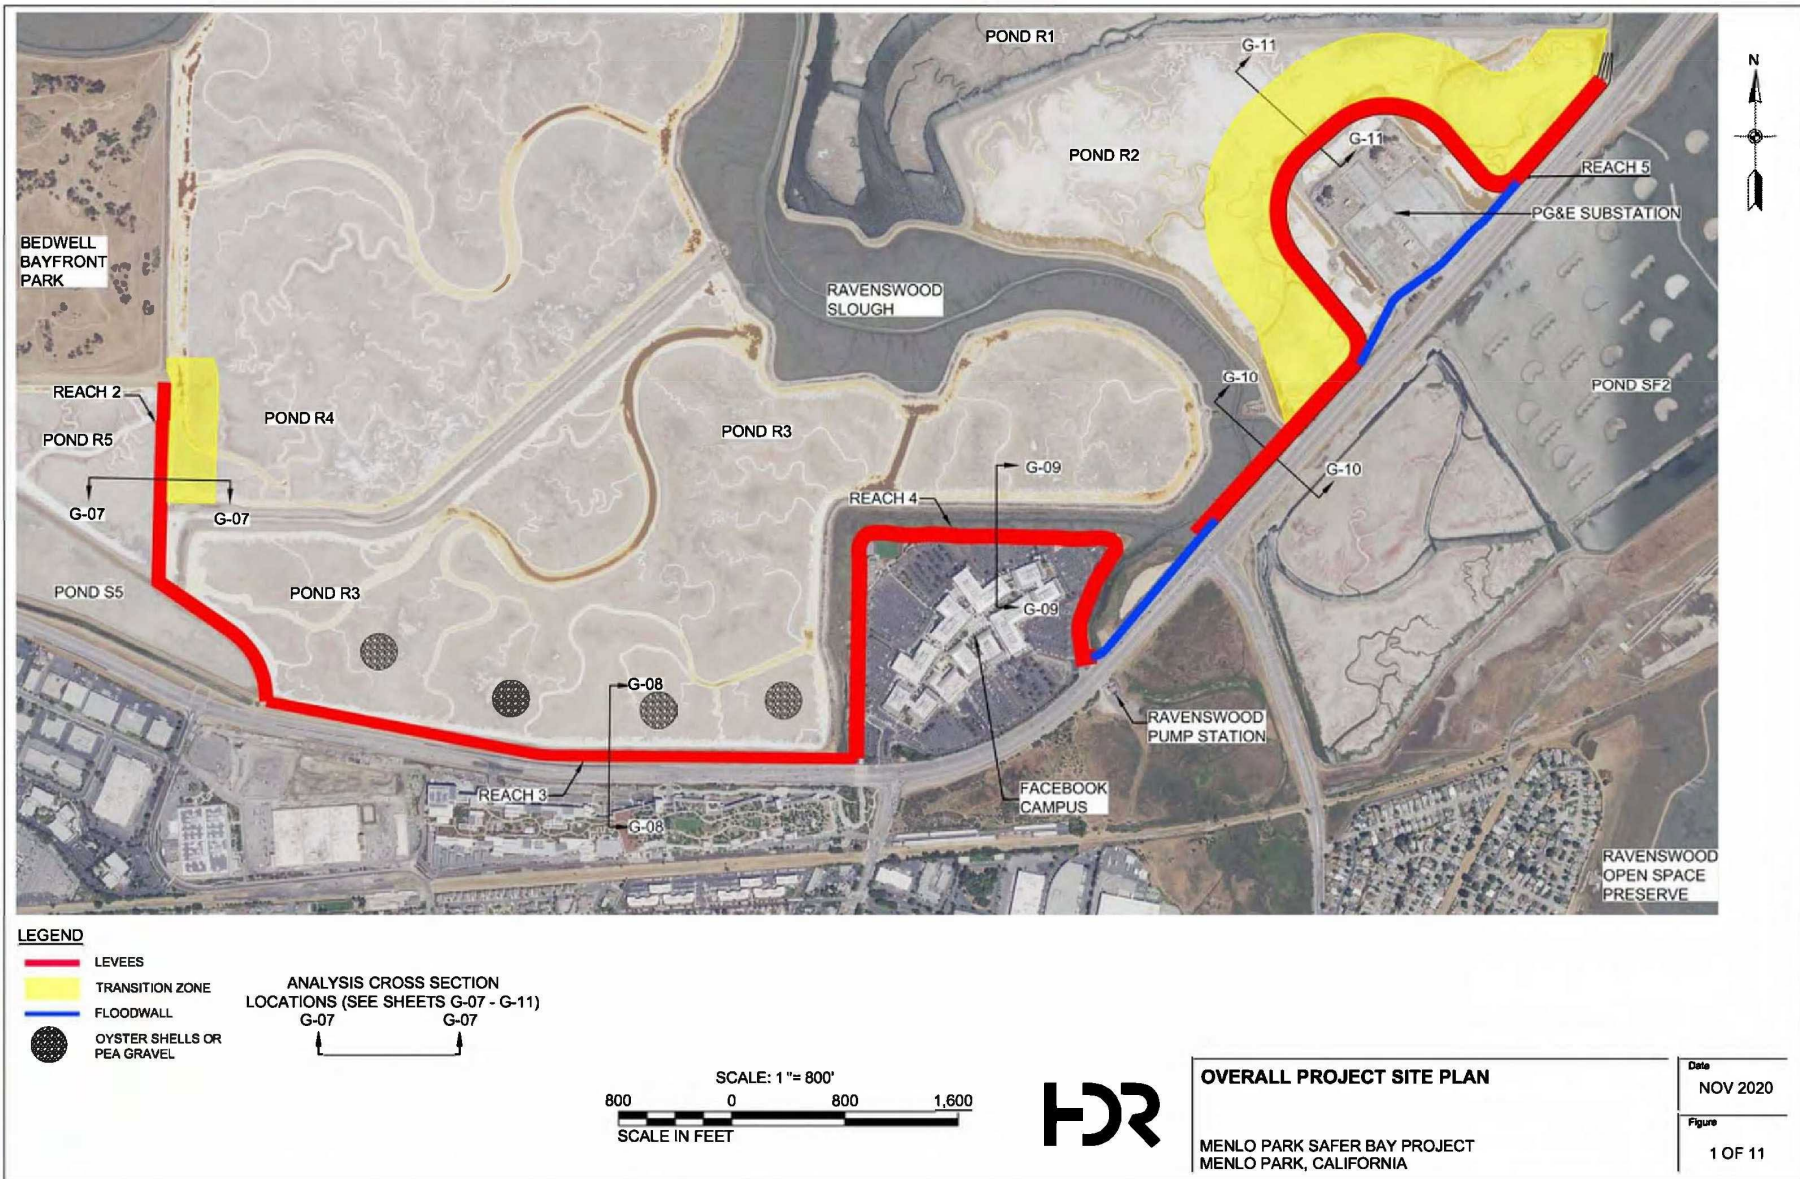 POND R1
G-11
N
G-11
POND R2
REACH 5
PG&E SUBSTATION
BEDWELL
BAYFRONT
PARK
RAVENSWOOD
SLOUGH
G-10
POND SF2
REACH 2
POND R4
POND R5
POND R3
G-09
G-10
REACH 4
G-07
G-07
POND S5
POND R3
G-09
G-08
RAVENSWOOD
PUMP STATION
REACH 3
FACEBOOK
CAMPUS
G-08
RAVENSWOOD
OPEN SPACE
PRESERVE
LEGEND
LEVEES
TRANSITION ZONE
FLOODWALL
OYSTER SHELLS OR
PEA GRAVEL
ANALYSIS CROSS SECTION
LOCATIONS (SEE SHEETS G-07 - G-11)
G-07 G-07
SCALE: 1"= 800'
800 0 800 1,600
SCALE IN FEET
HDR
OVERALL PROJECT SITE PLAN
MENLO PARK SAFER BAY PROJECT
MENLO PARK, CALIFORNIA
Date
NOV 2020
Figure
1 OF 11